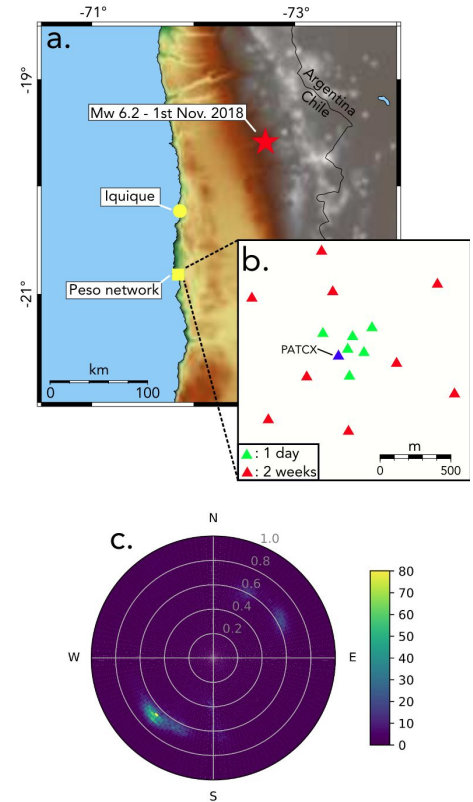 -71°
-73°
a.
-19°
Argentina
Chile
Mw 6.2 - 1st Nov. 2018
Iquique
-21°
Peso network
km
0
100
b.
PATCX
: 1 day
: 2 weeks
m
0
500
c.
N
1.0
0.8
0.6
0.4
0.2
W
E
S
80
70
60
50
40
30
20
10
0